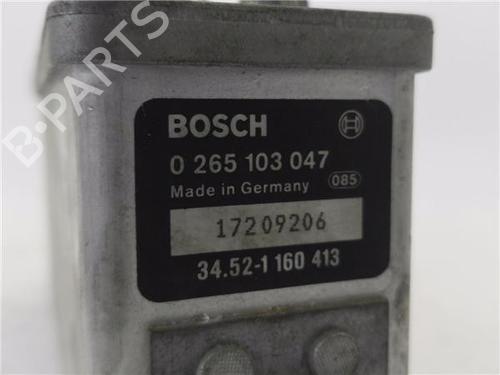 B-PARTS
BOSCH
0 265 103 047
Made in Germany 085
17209206
34.52-1 160 413